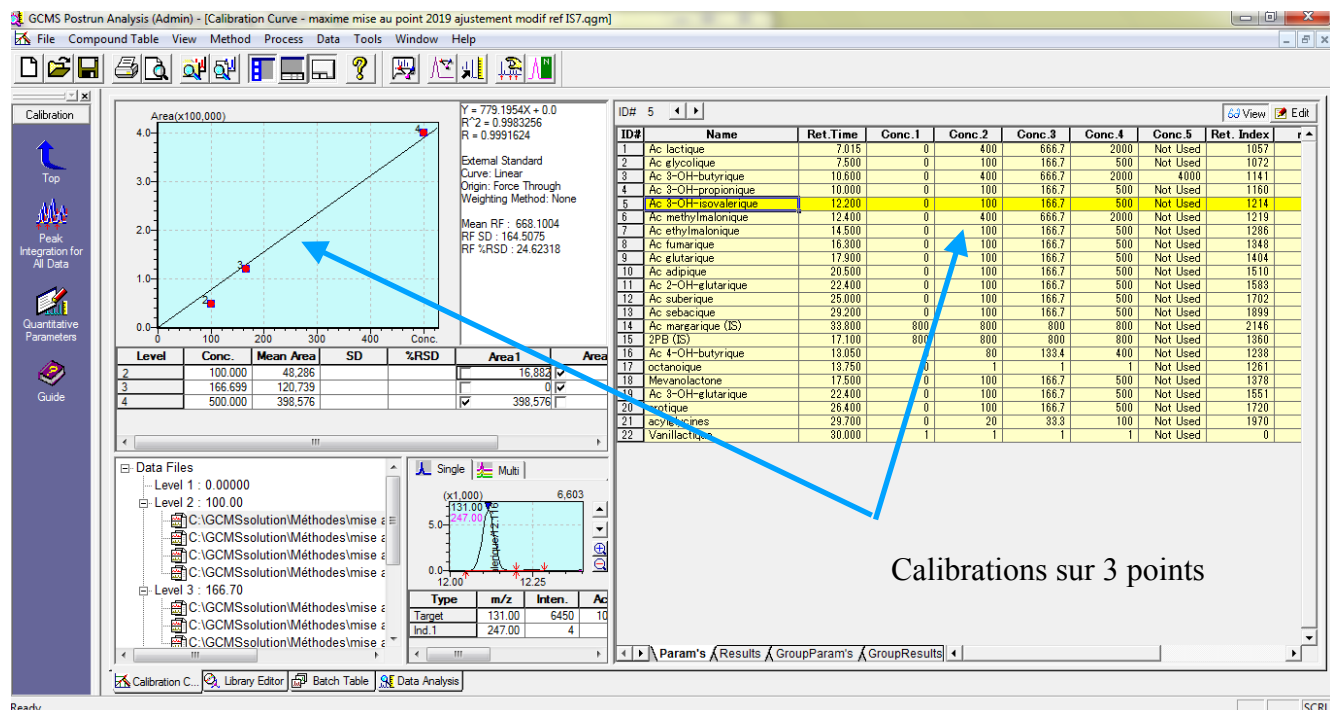 GCMS Postrun Analysis (Admin) - [Calibration Curve - maxime mise au point 2019 ajustement modif ref IS7.qgm]
File Compound Table View Method Process Data Tools Window Help
Calibration
Top
Peak
Integration for
All Data
Quantitative
Parameters
Guide
Area(x100,000)
4.0
3.0
2.0
1.0
0.0
0 100 200 300 400 Conc.
2
3
4
Y = 779.1954X + 0.0
R^2 = 0.9983256
R = 0.9991624
External Standard
Curve: Linear
Origin: Force Through
Weighting Method: None
Mean RF : 668.1004
RF SD : 164.5075
RF %RSD : 24.62318
Level Conc. Mean Area SD %RSD Area1 Area
2 100.000 48,286 16,882
3 166.699 120,739 0
4 500.000 398,576 398,576
Data Files
Level 1 : 0.00000
Level 2 : 100.00
C:\GCMSsolution\Méthodes\mise a
C:\GCMSsolution\Méthodes\mise a
C:\GCMSsolution\Méthodes\mise a
C:\GCMSsolution\Méthodes\mise a
Level 3 : 166.70
C:\GCMSsolution\Méthodes\mise a
C:\GCMSsolution\Méthodes\mise a
C:\GCMSsolution\Méthodes\mise a
Single Multi
(x1,000) 6,603
131.00
247.00
5.0
0.0
12.00 12.25
Type m/z Inten. Ac
Target 131.00 6450 10
Ind.1 247.00 4
ID# 5 View Edit
ID# Name Ret.Time Conc.1 Conc.2 Conc.3 Conc.4 Conc.5 Ret. Index r
1 Ac lactique 7.015 0 400 666.7 2000 Not Used 1057
2 Ac glycolique 7.500 0 100 166.7 500 Not Used 1072
3 Ac 3-OH-butyrique 10.600 0 400 666.7 2000 4000 1141
4 Ac 3-OH-propionique 10.000 0 100 166.7 500 Not Used 1160
5 Ac 3-OH-isovalerique 12.200 0 100 166.7 500 Not Used 1214
6 Ac methylmalonique 12.400 0 400 666.7 2000 Not Used 1219
7 Ac ethylmalonique 14.500 0 100 166.7 500 Not Used 1286
8 Ac fumarique 16.300 0 100 166.7 500 Not Used 1348
9 Ac glutarique 17.900 0 100 166.7 500 Not Used 1404
10 Ac adipique 20.500 0 100 166.7 500 Not Used 1510
11 Ac 2-OH-glutarique 22.400 0 100 166.7 500 Not Used 1583
12 Ac suberique 25.000 0 100 166.7 500 Not Used 1702
13 Ac sebacique 29.200 0 100 166.7 500 Not Used 1899
14 Ac margarique (IS) 33.800 800 800 800 800 Not Used 2146
15 2PB (IS) 17.100 800 800 800 800 Not Used 1360
16 Ac 4-OH-butyrique 13.050 80 133.4 400 Not Used 1238
17 octanoique 13.750 0 1 1 1 Not Used 1261
18 Mevanolactone 17.500 0 100 166.7 500 Not Used 1378
19 Ac 3-OH-glutarique 22.400 0 100 166.7 500 Not Used 1551
20 orotique 26.400 0 100 166.7 500 Not Used 1720
21 acylglycines 29.700 0 20 33.3 100 Not Used 1970
22 Vanillactique 30.000 1 1 1 1 Not Used 0
Calibrations sur 3 points
Param's Results GroupParam's GroupResults
Calibration C... Library Editor Batch Table Data Analysis
Ready SCRL